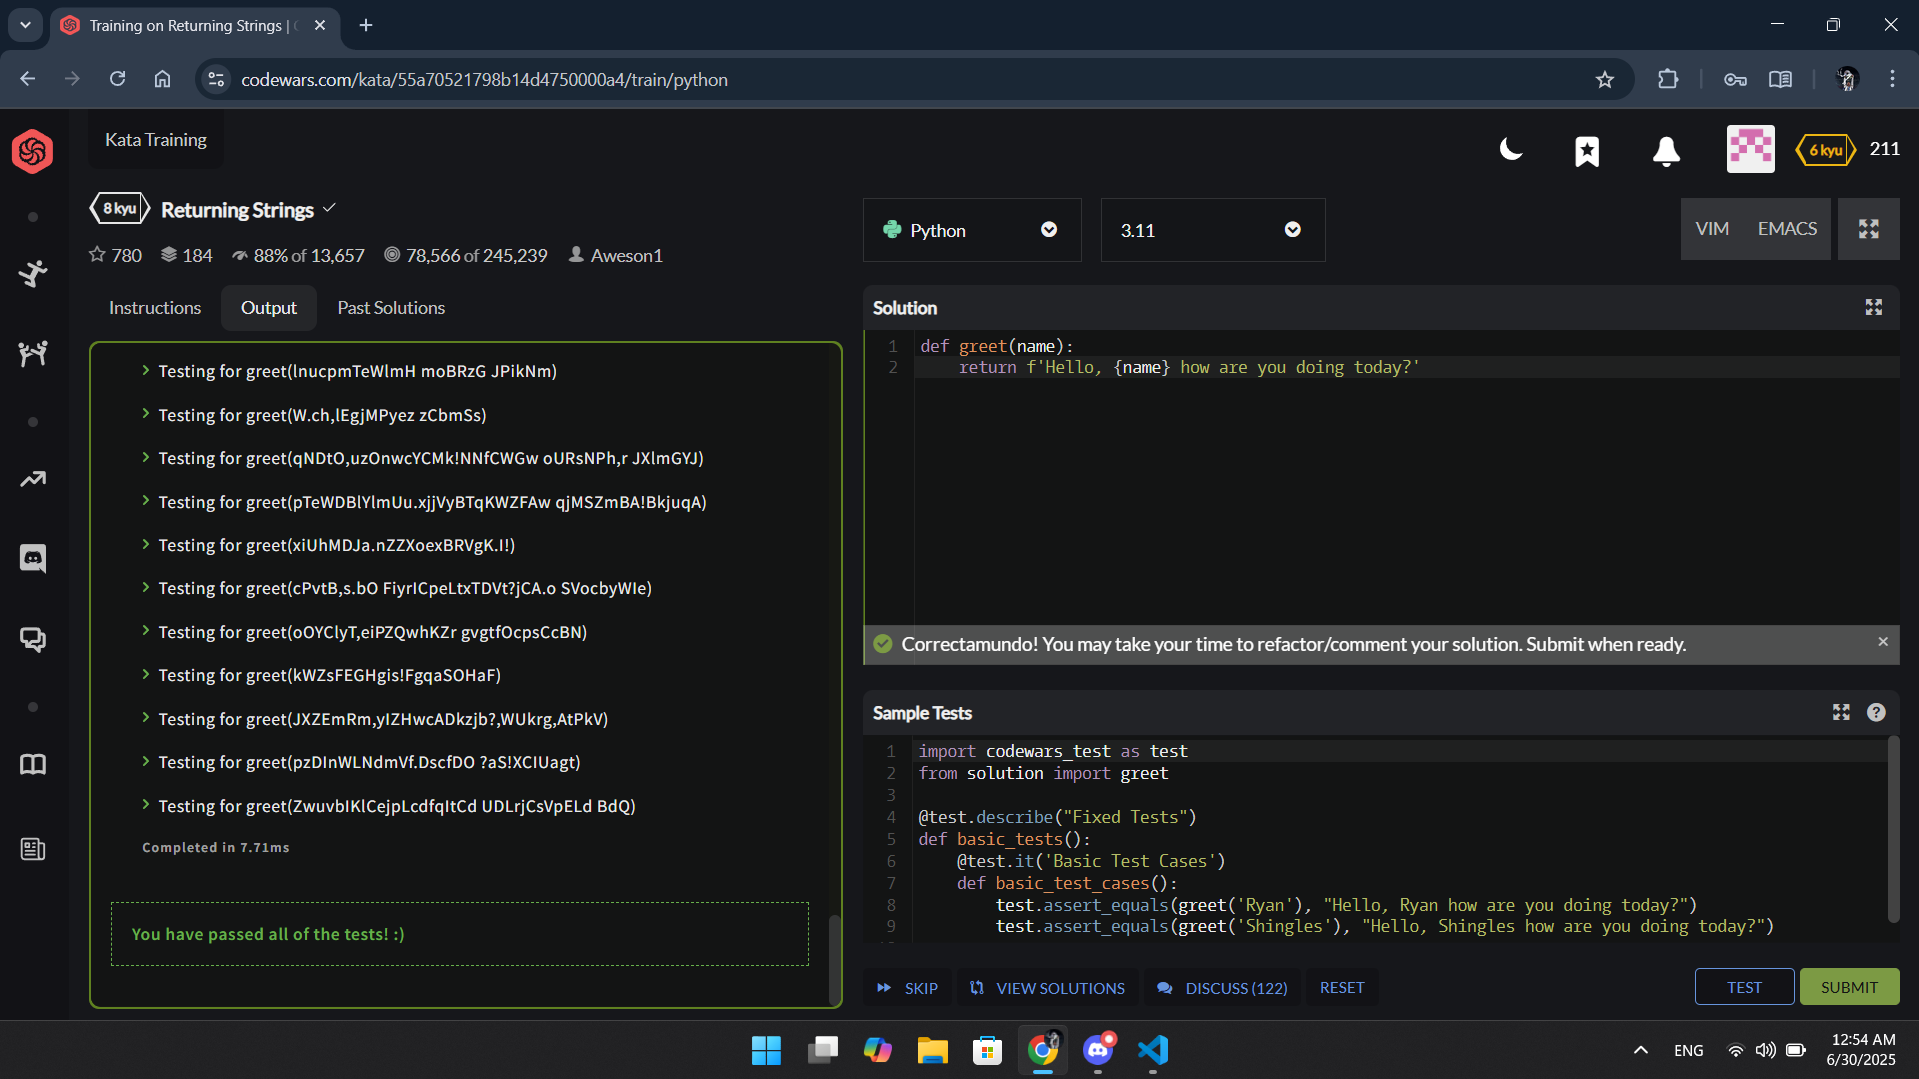 Training on Returning Strings |
codewars.com/kata/55a70521798b14d4750000a4/train/python
Kata Training
6 kyu
211
8 kyu
Returning Strings
780
184
88% of 13,657
78,566 of 245,239
Aweson1
Python
3.11
VIM
EMACS
Instructions
Output
Past Solutions
Testing for greet(lnucpmTeWlmH moBRzG JPikNm)
Testing for greet(W.ch,lEgjMPyez zCbmSs)
Testing for greet(qNDtO,uzOnwcYCMk!NNfCWGw oURsNPh,r JXlmGYJ)
Testing for greet(pTeWDBlYlmUu.xjjVyBTqKWZFAw qjMSZmBA!BkjuqA)
Testing for greet(xiUhMDJa.nZZXoexBRVgK.I!)
Testing for greet(cPvtB,s.bO FiyrICpeLtxTDVt?jCA.o SVocbyWIe)
Testing for greet(oOYClyT,eiPZQwhKZr gvgtfOcpsCcBN)
Testing for greet(kWZsFEGHgis!FgqaSOHaF)
Testing for greet(JXZEmRm,yIZHwcADkzjb?,WUkrg,AtPkV)
Testing for greet(pzDInWLNdmVf.DscfDO ?aS!XCIUagt)
Testing for greet(ZwuvbIKlCejpLcdfqItCd UDLrjCsVpELd BdQ)
Completed in 7.71ms
You have passed all of the tests! :)
Solution
1 def greet(name):
2 return f'Hello, {name} how are you doing today?'
Correctamundo! You may take your time to refactor/comment your solution. Submit when ready.
Sample Tests
1 import codewars_test as test
2 from solution import greet
3
4 @test.describe("Fixed Tests")
5 def basic_tests():
6 @test.it('Basic Test Cases')
7 def basic_test_cases():
8 test.assert_equals(greet('Ryan'), "Hello, Ryan how are you doing today?")
9 test.assert_equals(greet('Shingles'), "Hello, Shingles how are you doing today?")
SKIP
VIEW SOLUTIONS
DISCUSS (122)
RESET
TEST
SUBMIT
ENG
12:54 AM
6/30/2025